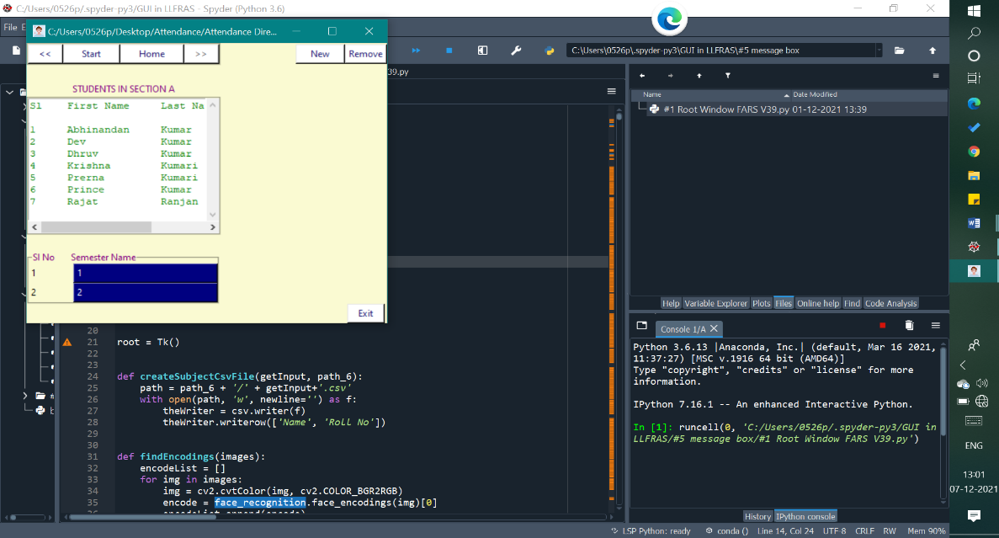 C:/Users/0526p/.spyder-py3/GUI in LLFRAS - Spyder (Python 3.6)
File E
C:/Users/0526p/Desktop/Attendance/Attendance Dire...
<< Start Home >> New Remove
STUDENTS IN SECTION A
Sl First Name Last Na
1 Abhinandan Kumar
2 Dev Kumar
3 Dhruv Kumar
4 Krishna Kumari
5 Prerna Kumari
6 Prince Kumar
7 Rajat Ranjan
Sl No Semester Name
1 1
2 2
Exit
C:\Users\0526p\.spyder-py3\GUI in LLFRAS\#5 message box
39.py
20
21 root = Tk()
22
23
24 def createSubjectCsvFile(getInput, path_6):
25 path = path_6 + '/' + getInput+'.csv'
26 with open(path, 'w', newline='') as f:
27 theWriter = csv.writer(f)
28 theWriter.writerow(['Name', 'Roll No'])
29
30
31 def findEncodings(images):
32 encodeList = []
33 for img in images:
34 img = cv2.cvtColor(img, cv2.COLOR_BGR2RGB)
35 encode = face_recognition.face_encodings(img)[0]
Name Date Modified
#1 Root Window FARS V39.py 01-12-2021 13:39
Help Variable Explorer Plots Files Online help Find Code Analysis
Console 1/A
Python 3.6.13 |Anaconda, Inc.| (default, Mar 16 2021,
11:37:27) [MSC v.1916 64 bit (AMD64)]
Type "copyright", "credits" or "license" for more
information.
IPython 7.16.1 -- An enhanced Interactive Python.
In [1]: runcell(0, 'C:/Users/0526p/.spyder-py3/GUI in
LLFRAS/#5 message box/#1 Root Window FARS V39.py')
History IPython console
LSP Python: ready conda () Line 14, Col 24 UTF-8 CRLF RW Mem 90%
ENG
13:01
07-12-2021